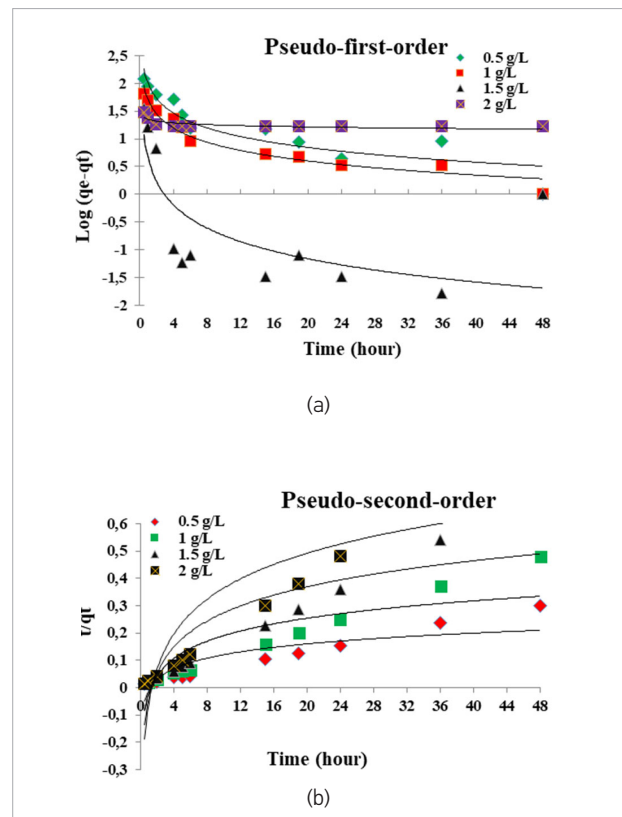 Pseudo-first-order
0.5 g/L
1 g/L
1.5 g/L
2 g/L
Log (qe-qt)
2,5
2
1,5
1
0,5
0
-0,5
-1
-1,5
-2
0 4 8 12 16 20 24 28 32 36 40 44 48
Time (hour)
(a)
Pseudo-second-order
0.5 g/L
1 g/L
1.5 g/L
2 g/L
t/qt
0,6
0,5
0,4
0,3
0,2
0,1
0
-0,1
-0,2
-0,3
0 4 8 12 16 20 24 28 32 36 40 44 48
Time (hour)
(b)